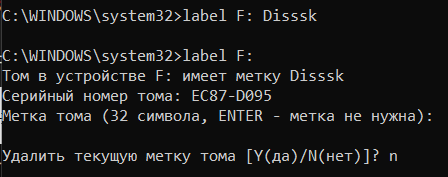 C:\WINDOWS\system32>label F: Disssk
C:\WINDOWS\system32>label F:
Том в устройстве F: имеет метку Disssk
Серийный номер тома: EC87-D095
Метка тома (32 символа, ENTER - метка не нужна):
Удалить текущую метку тома [Y(да)/N(нет)]? n